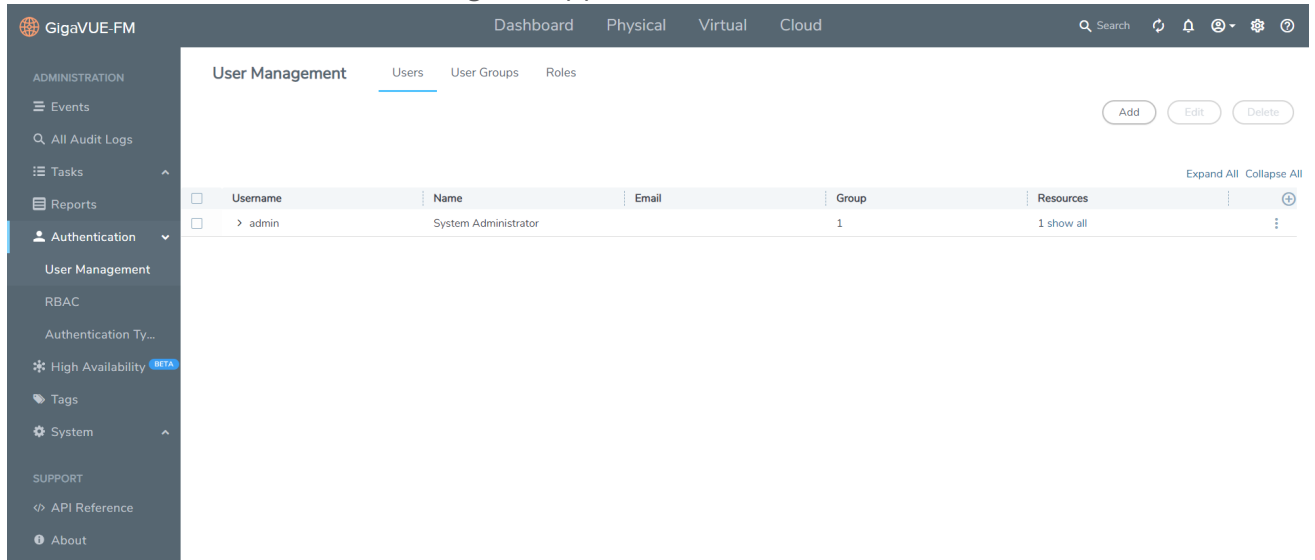 GigaVUE-FM
Dashboard Physical Virtual Cloud
Search
ADMINISTRATION
Events
All Audit Logs
Tasks
Reports
Authentication
User Management
RBAC
Authentication Ty...
High Availability BETA
Tags
System
SUPPORT
API Reference
About
User Management Users User Groups Roles
Add Edit Delete
Expand All Collapse All
Username Name Email Group Resources
admin System Administrator 1 1 show all